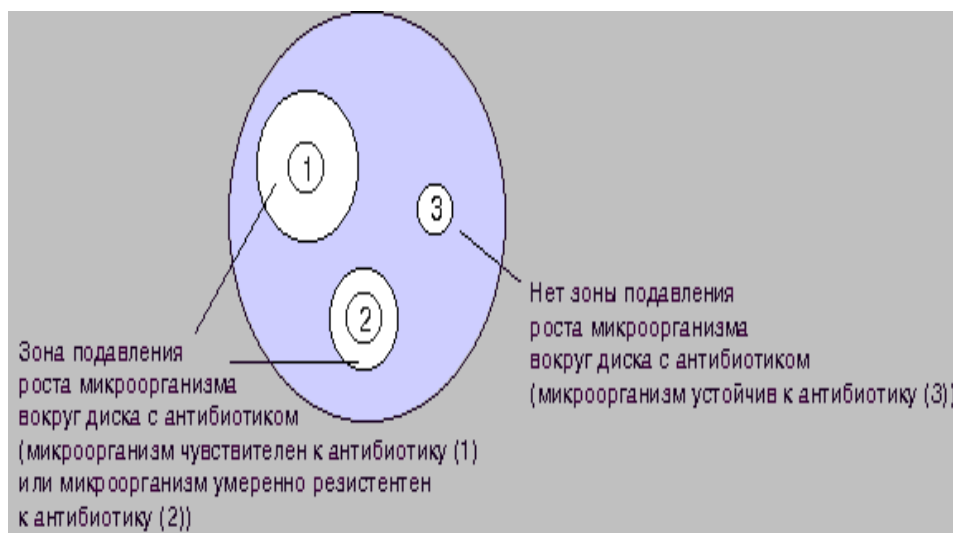 1
3
2
Зона подавления
роста микроорганизма
вокруг диска с антибиотиком
(микроорганизм чувствителен к антибиотику (1)
или микроорганизм умеренно резистентен
к антибиотику (2))
Нет зоны подавления
роста микроорганизма
вокруг диска с антибиотиком
(микроорганизм устойчив к антибиотику (3))